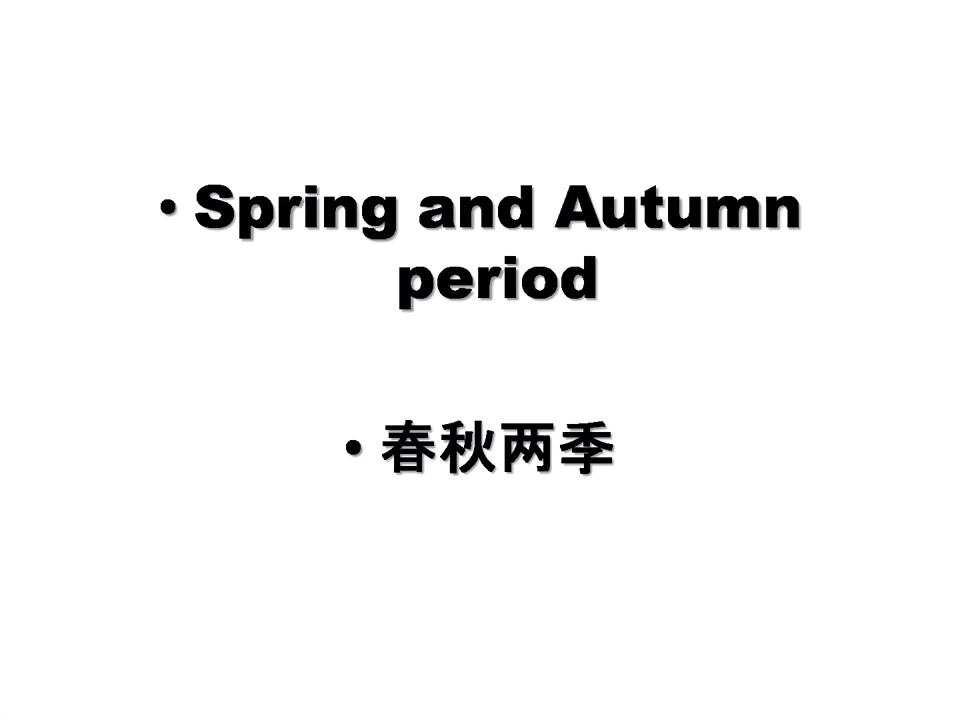 • Spring and Autumn
period
• 春秋两季